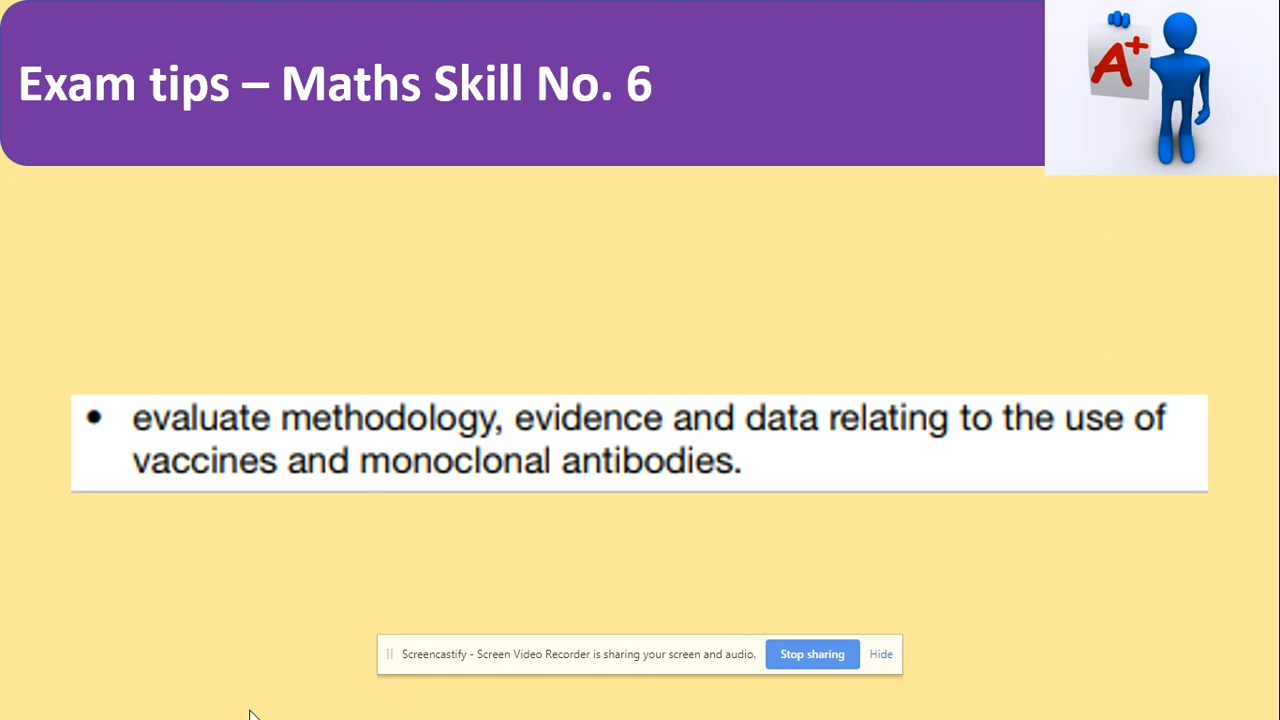 Exam tips – Maths Skill No. 6
A+
• evaluate methodology, evidence and data relating to the use of
vaccines and monoclonal antibodies.
Screencastify - Screen Video Recorder is sharing your screen and audio. Stop sharing Hide